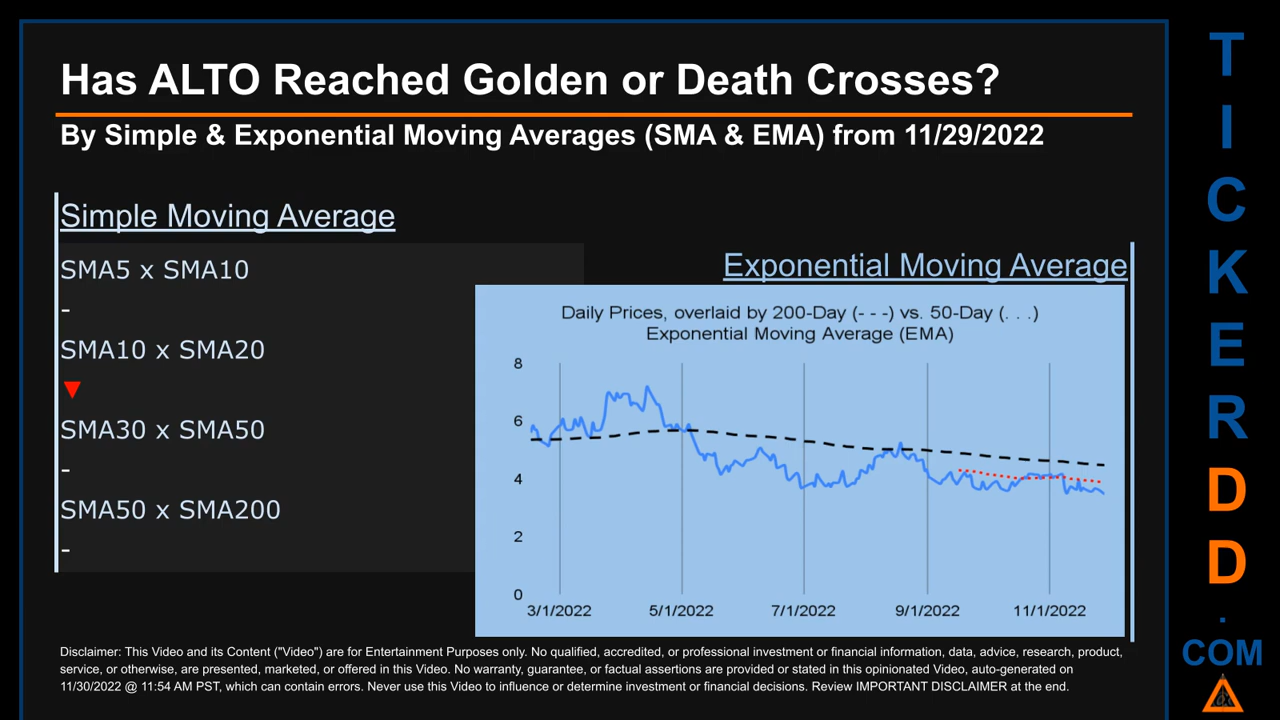 Has ALTO Reached Golden or Death Crosses?
By Simple & Exponential Moving Averages (SMA & EMA) from 11/29/2022
Simple Moving Average
SMA5 x SMA10
-
SMA10 x SMA20
▼
SMA30 x SMA50
-
SMA50 x SMA200
-
Exponential Moving Average
Daily Prices, overlaid by 200-Day (- - -) vs. 50-Day (. . .)
Exponential Moving Average (EMA)
8
6
4
2
0
3/1/2022 5/1/2022 7/1/2022 9/1/2022 11/1/2022
Disclaimer: This Video and its Content ("Video") are for Entertainment Purposes only. No qualified, accredited, or professional investment or financial information, data, advice, research, product,
service, or otherwise, are presented, marketed, or offered in this Video. No warranty, guarantee, or factual assertions are provided or stated in this opinionated Video, auto-generated on
11/30/2022 @ 11:54 AM PST, which can contain errors. Never use this Video to influence or determine investment or financial decisions. Review IMPORTANT DISCLAIMER at the end.
T
I
C
K
E
R
D
D
.
COM